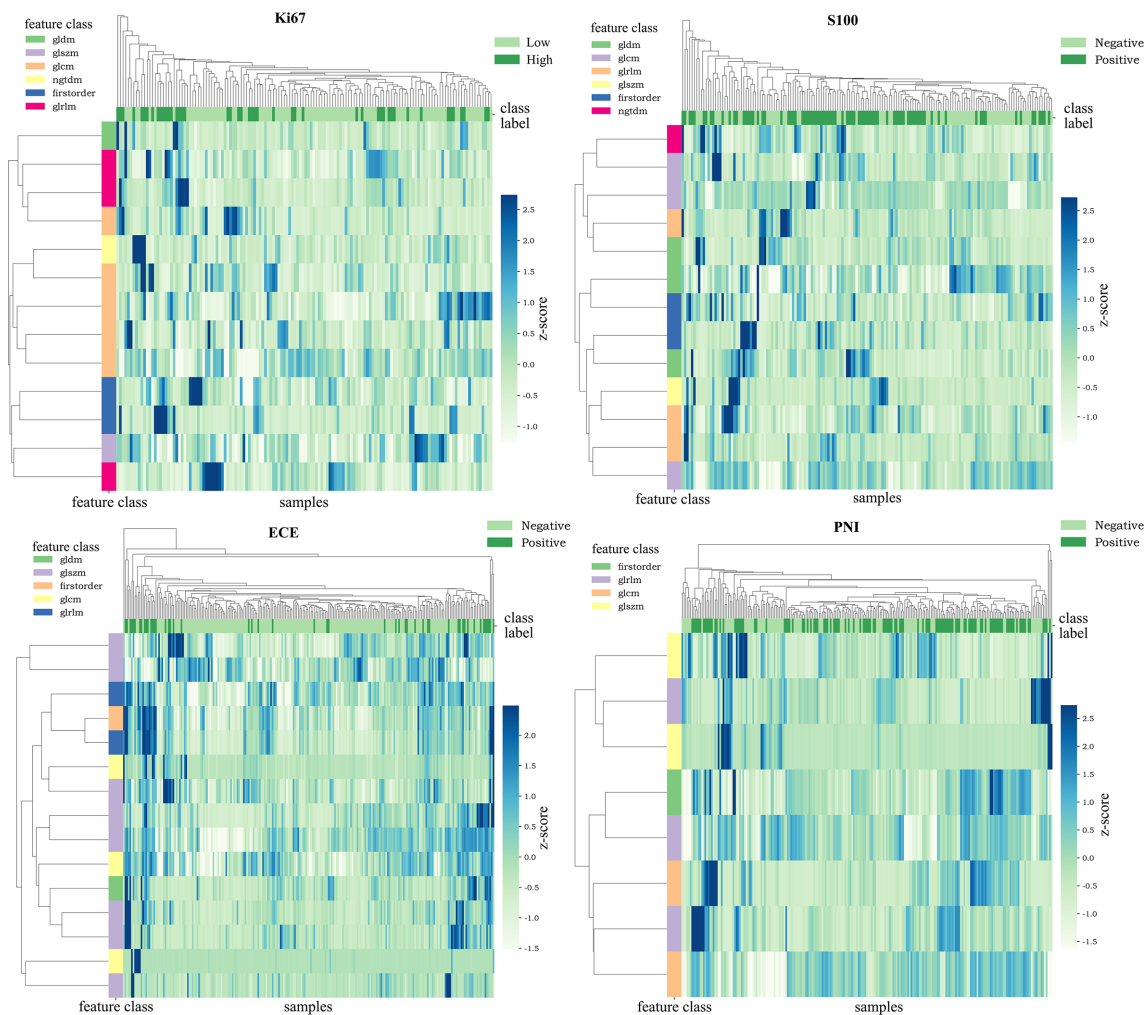 Ki67
feature class
gldm
glszm
glcm
ngtdm
firstorder
glrlm
Low
High
class
label
2.5
2.0
1.5
1.0
0.5
0.0
-0.5
-1.0
z-score
feature class
samples
S100
feature class
gldm
glcm
glrlm
glszm
firstorder
ngtdm
Negative
Positive
class
label
2.5
2.0
1.5
1.0
0.5
0.0
-0.5
-1.0
z-score
feature class
samples
ECE
feature class
gldm
glszm
firstorder
glcm
glrlm
Negative
Positive
class
label
2.0
1.5
1.0
0.5
0.0
-0.5
-1.0
-1.5
z-score
feature class
samples
PNI
feature class
firstorder
glrlm
glcm
glszm
Negative
Positive
class
label
2.5
2.0
1.5
1.0
0.5
0.0
-0.5
-1.0
-1.5
z-score
feature class
samples